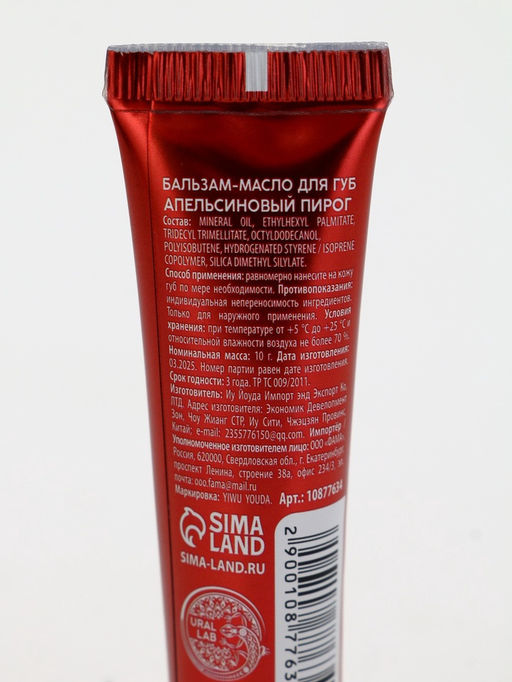 БАЛЬЗАМ-МАСЛО ДЛЯ ГУБ
АПЕЛЬСИНОВЫЙ ПИРОГ
Состав: MINERAL OIL, ETHYLHEXYL PALMITATE,
TRIDECYL TRIMELLITATE, OCTYLDODECANOL,
POLYISOBUTENE, HYDROGENATED STYRENE / ISOPRENE
COPOLYMER, SILICA DIMETHYL SILYLATE.
Способ применения: равномерно нанесите на кожу
губ по мере необходимости. Противопоказания:
индивидуальная непереносимость ингредиентов.
Только для наружного применения. Условия
хранения: при температуре от +5 °C до +25 °C и
относительной влажности воздуха не более 70 %.
Номинальная масса: 10 г. Дата изготовления:
03.2025. Номер партии равен дате изготовления.
Срок годности: 3 года. ТР ТС 009/2011.
Изготовитель: Иу Йоуда Импорт энд Экспорт Ко,
ЛТД. Адрес изготовителя: Экономик Девелопмент
Зон, Чоу Жианг СТР, Иу Сити, Чжэцзян Провинс,
Китай; e-mail: 2355776150@qq.com. Импортёр /
Уполномоченное изготовителем лицо: ООО «ФАМА»,
Россия, 620000, Свердловская обл., г. Екатеринбург,
проспект Ленина, строение 38а, офис 234/3, эл.
почта: ooo.fama@mail.ru
Маркировка: YIWU YOUDA. Арт.: 10877634
SIMA
LAND
SIMA-LAND.RU
URAL
LAB
2900108 7763